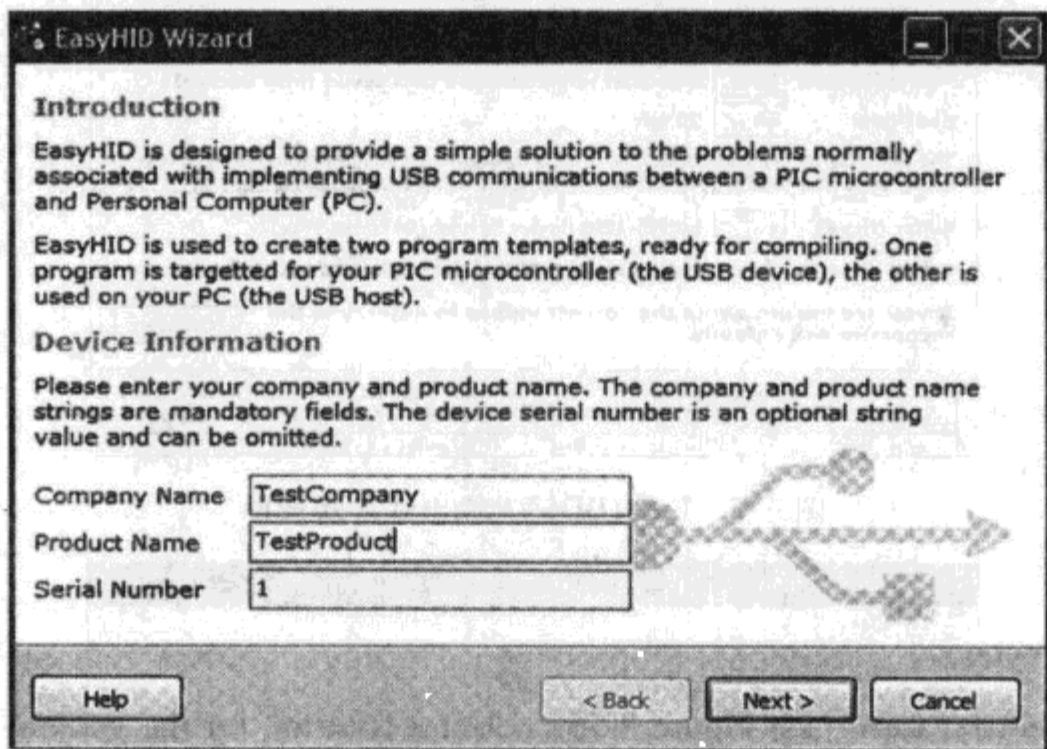 EasyHID Wizard
Introduction
EasyHID is designed to provide a simple solution to the problems normally
associated with implementing USB communications between a PIC microcontroller
and Personal Computer (PC).
EasyHID is used to create two program templates, ready for compiling. One
program is targetted for your PIC microcontroller (the USB device), the other is
used on your PC (the USB host).
Device Information
Please enter your company and product name. The company and product name
strings are mandatory fields. The device serial number is an optional string
value and can be omitted.
Company Name TestCompany
Product Name TestProduct
Serial Number 1
Help < Back Next > Cancel